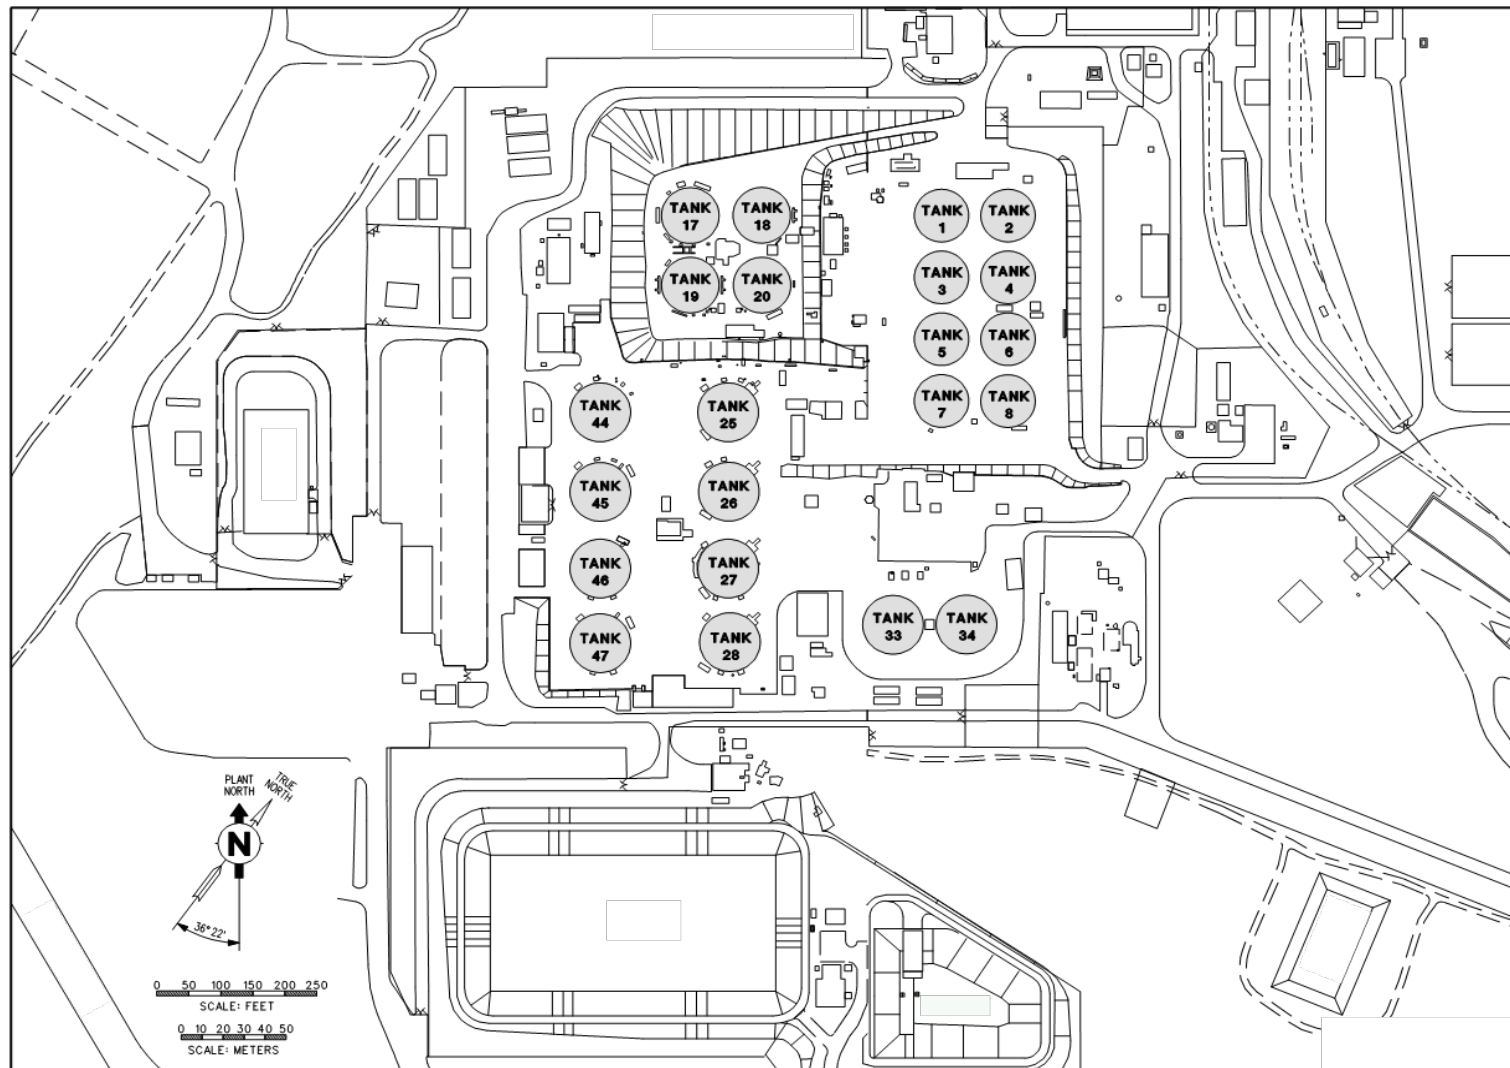 TANK
17
TANK
18
TANK
1
TANK
2
TANK
19
TANK
20
TANK
3
TANK
4
TANK
5
TANK
6
TANK
7
TANK
8
TANK
44
TANK
25
TANK
45
TANK
26
TANK
46
TANK
27
TANK
33
TANK
34
TANK
47
TANK
28
PLANT
NORTH
TRUE
NORTH
N
36°22'
0 50 100 150 200 250
SCALE: FEET
0 10 20 30 40 50
SCALE: METERS